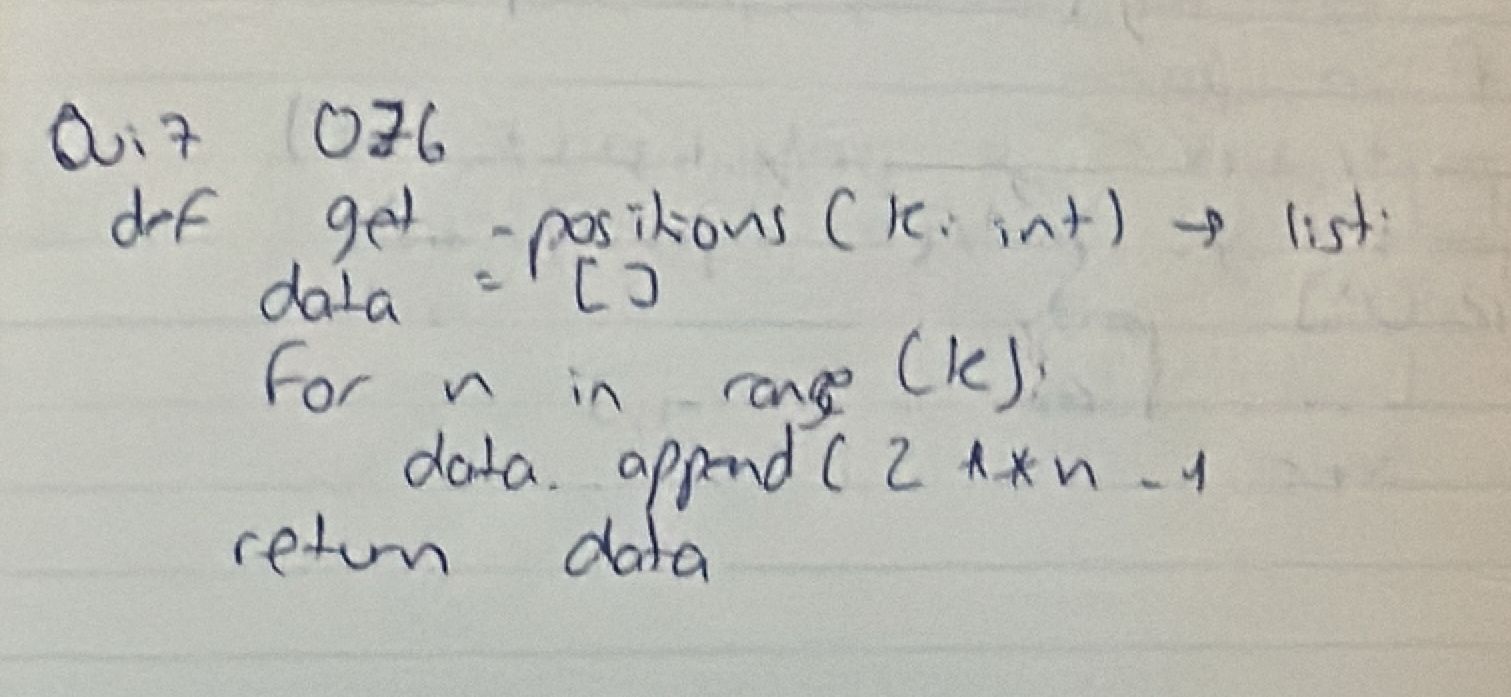 Quiz 076
def get_positions (k: int) → list:
data = []
for n in range (k):
data. append ( 2 **n - 1
return data